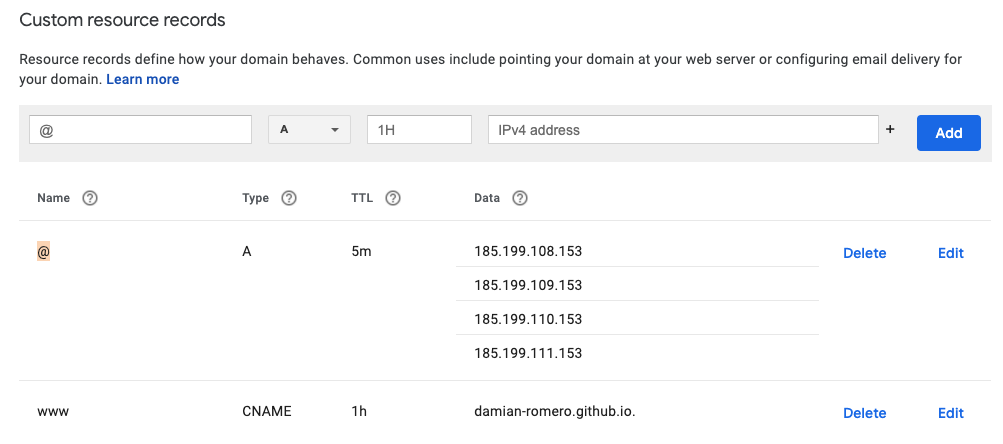 Custom resource records
Resource records define how your domain behaves. Common uses include pointing your domain at your web server or configuring email delivery for
your domain. Learn more
@ A 1H IPv4 address + Add
Name ? Type ? TTL ? Data ?
@ A 5m 185.199.108.153 Delete Edit
185.199.109.153
185.199.110.153
185.199.111.153
www CNAME 1h damian-romero.github.io. Delete Edit